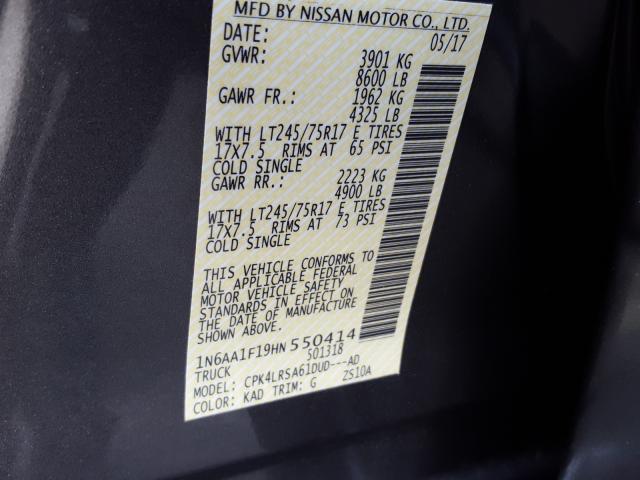 MFD BY NISSAN MOTOR CO., LTD.
DATE: 05/17
GVWR: 3901 KG
8600 LB
GAWR FR.: 1962 KG
4325 LB
WITH LT245/75R17 E TIRES
17X7.5 RIMS AT 65 PSI
COLD SINGLE
GAWR RR.: 2223 KG
4900 LB
WITH LT245/75R17 E TIRES
17X7.5 RIMS AT 73 PSI
COLD SINGLE
THIS VEHICLE CONFORMS TO
ALL APPLICABLE FEDERAL
MOTOR VEHICLE SAFETY
STANDARDS IN EFFECT ON
THE DATE OF MANUFACTURE
SHOWN ABOVE.
1N6AA1F19HN550414
TRUCK 501318
MODEL: CPK4LRSA61DUD---AD
COLOR: KAD TRIM: G ZS10A